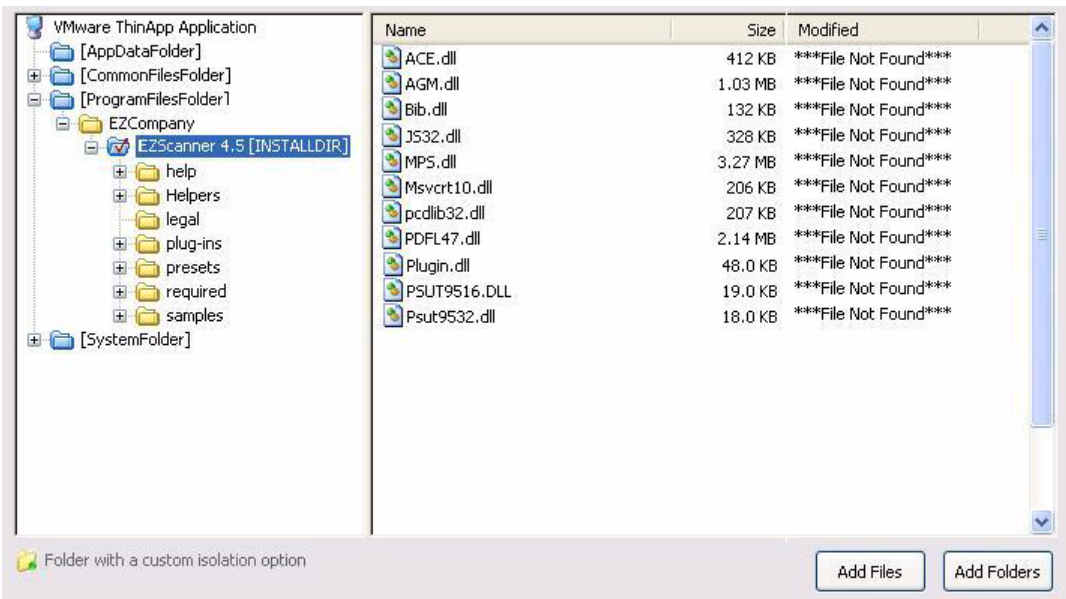 VMware ThinApp Application
[AppDataFolder]
[CommonFilesFolder]
[ProgramFilesFolder]
EZCompany
EZScanner 4.5 [INSTALLDIR]
help
Helpers
legal
plug-ins
presets
required
samples
[SystemFolder]
Name Size Modified
ACE.dll 412 KB ***File Not Found***
AGM.dll 1.03 MB ***File Not Found***
Bib.dll 132 KB ***File Not Found***
JS32.dll 328 KB ***File Not Found***
MPS.dll 3.27 MB ***File Not Found***
Msvcrt10.dll 206 KB ***File Not Found***
pcdlib32.dll 207 KB ***File Not Found***
PDFL47.dll 2.14 MB ***File Not Found***
Plugin.dll 48.0 KB ***File Not Found***
PSUT9516.DLL 19.0 KB ***File Not Found***
Psut9532.dll 18.0 KB ***File Not Found***
Folder with a custom isolation option
Add Files
Add Folders